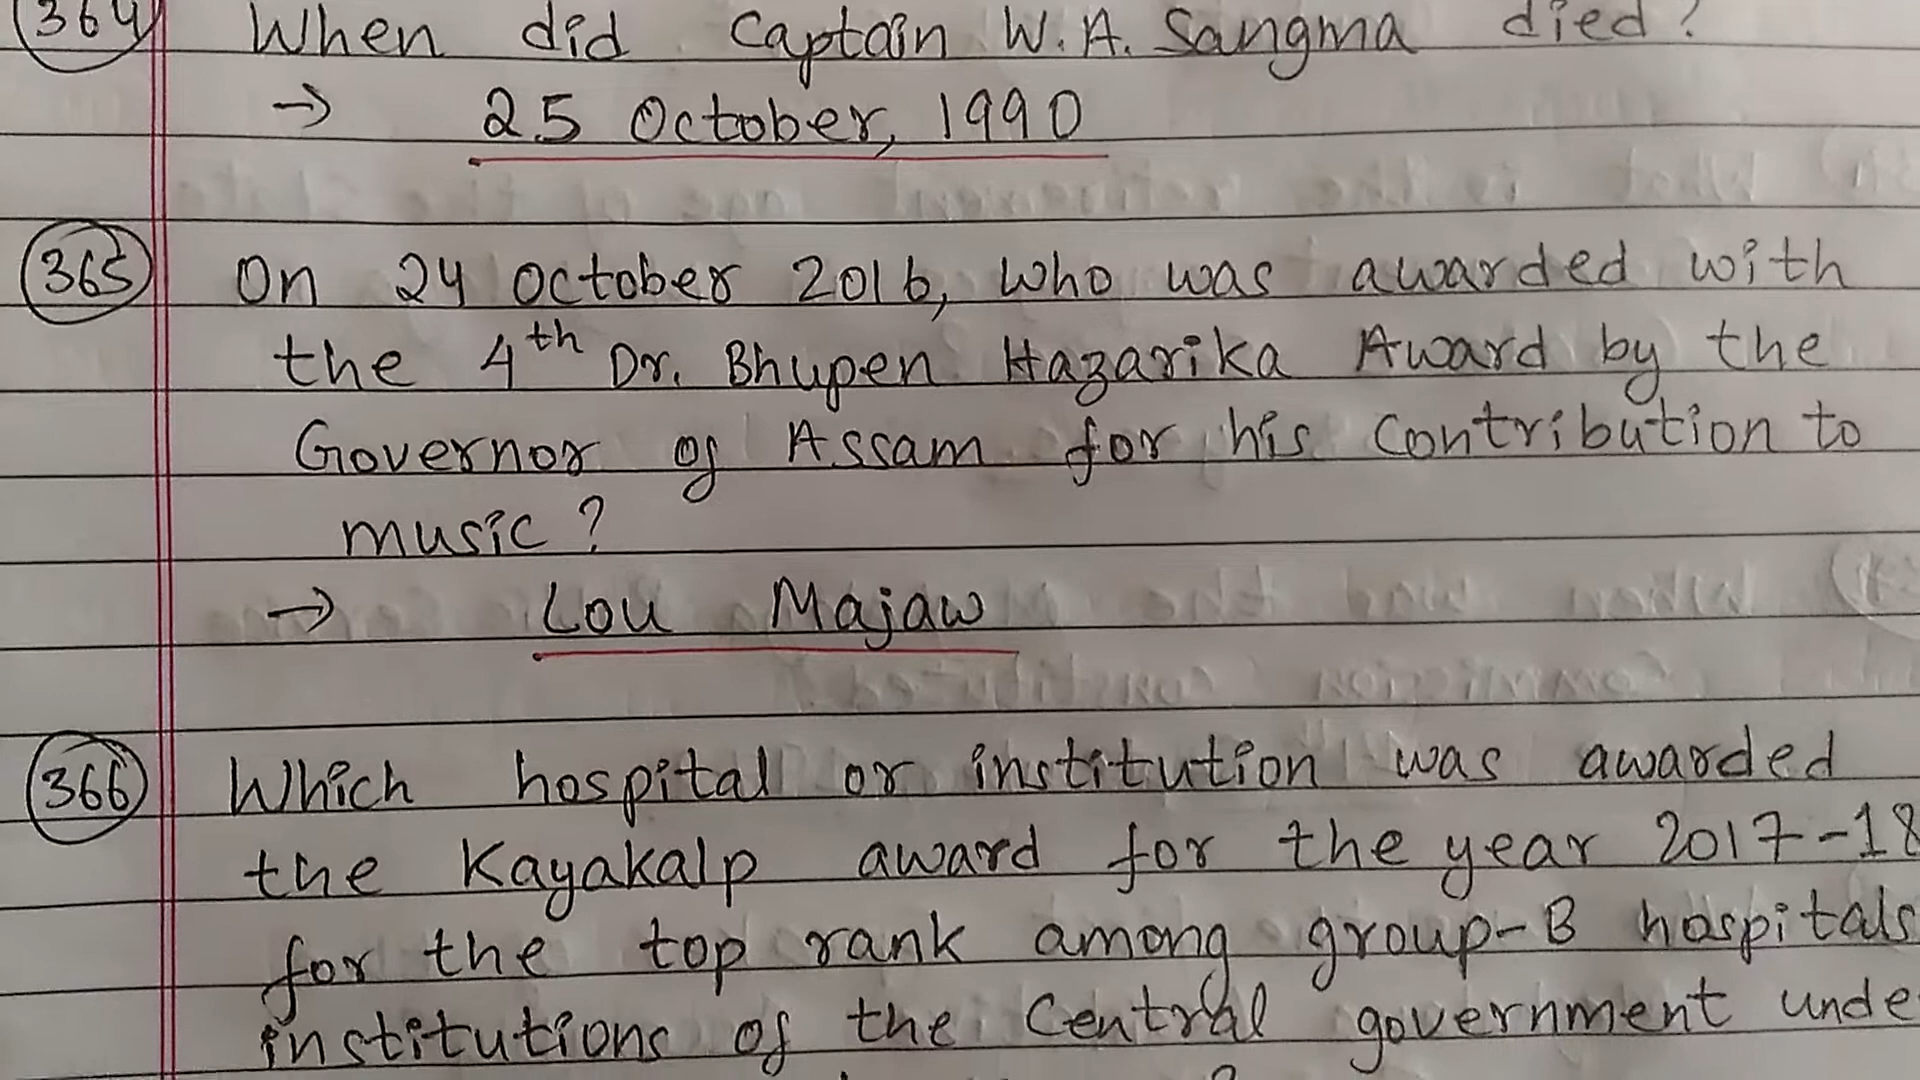 364 When did Captain W.A. Sangma died?
→ 25 October, 1990
365 On 24 October 2016, who was awarded with
the 4th Dr. Bhupen Hazarika Award by the
Governor of Assam for his contribution to
music?
→ Lou Majaw
366 Which hospital or institution was awarded
the Kayakalp award for the year 2017-18
for the top rank among group-B hospitals
institutions of the Central government unde